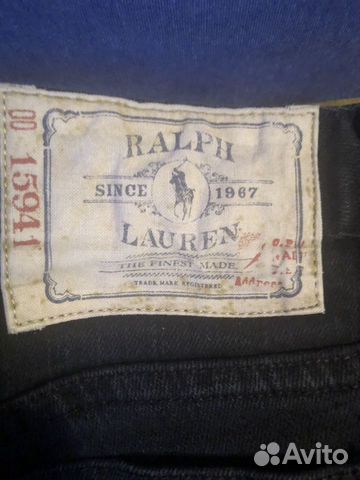 RALPH
SINCE 1967
LAUREN
THE FINEST MADE
TRADE MARK REGISTERED
00 15941
Avito